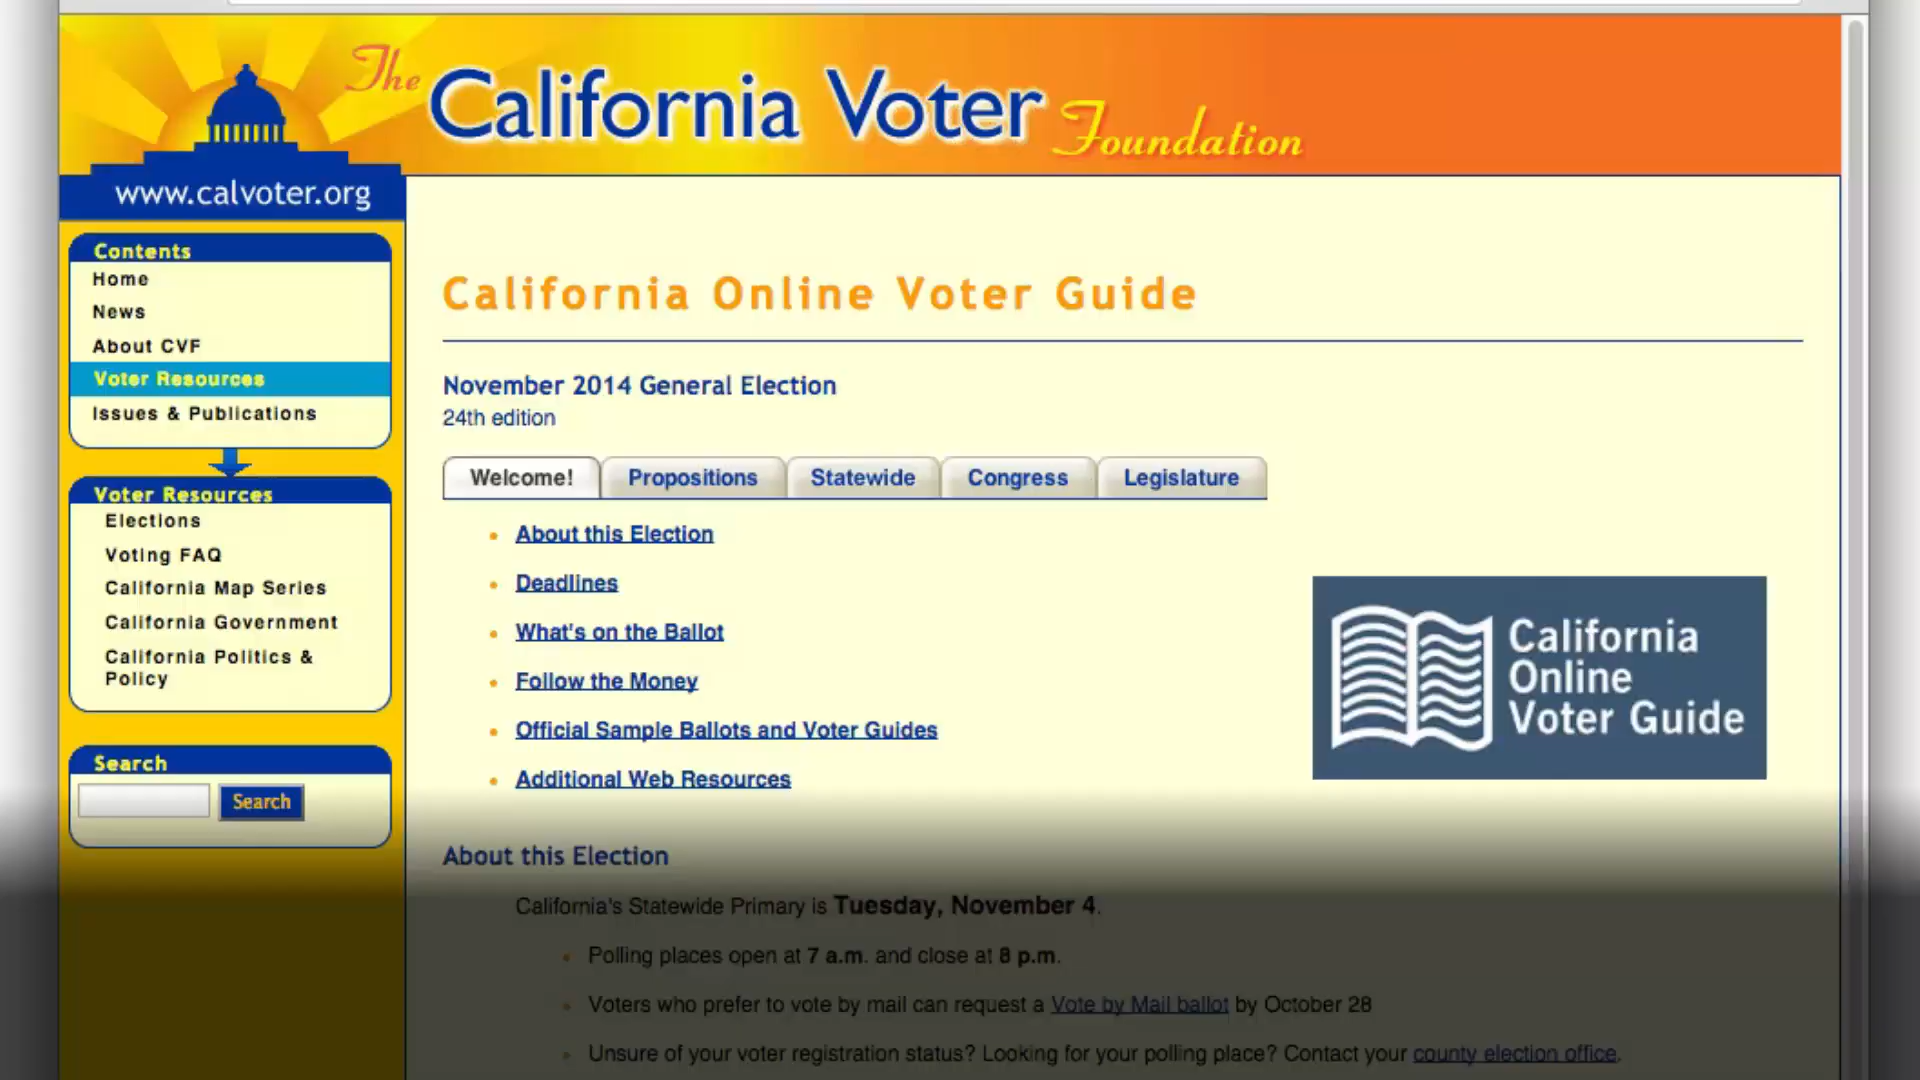 The California Voter Foundation
www.calvoter.org
Contents
Home
News
About CVF
Voter Resources
Issues & Publications
Voter Resources
Elections
Voting FAQ
California Map Series
California Government
California Politics &
Policy
Search
Search
California Online Voter Guide
November 2014 General Election
24th edition
Welcome! Propositions Statewide Congress Legislature
About this Election
Deadlines
What's on the Ballot
Follow the Money
Official Sample Ballots and Voter Guides
Additional Web Resources
California
Online
Voter Guide
About this Election
California's Statewide Primary is Tuesday, November 4.
Polling places open at 7 a.m. and close at 8 p.m.
Voters who prefer to vote by mail can request a Vote by Mail ballot by October 28
Unsure of your voter registration status? Looking for your polling place? Contact your county election office.